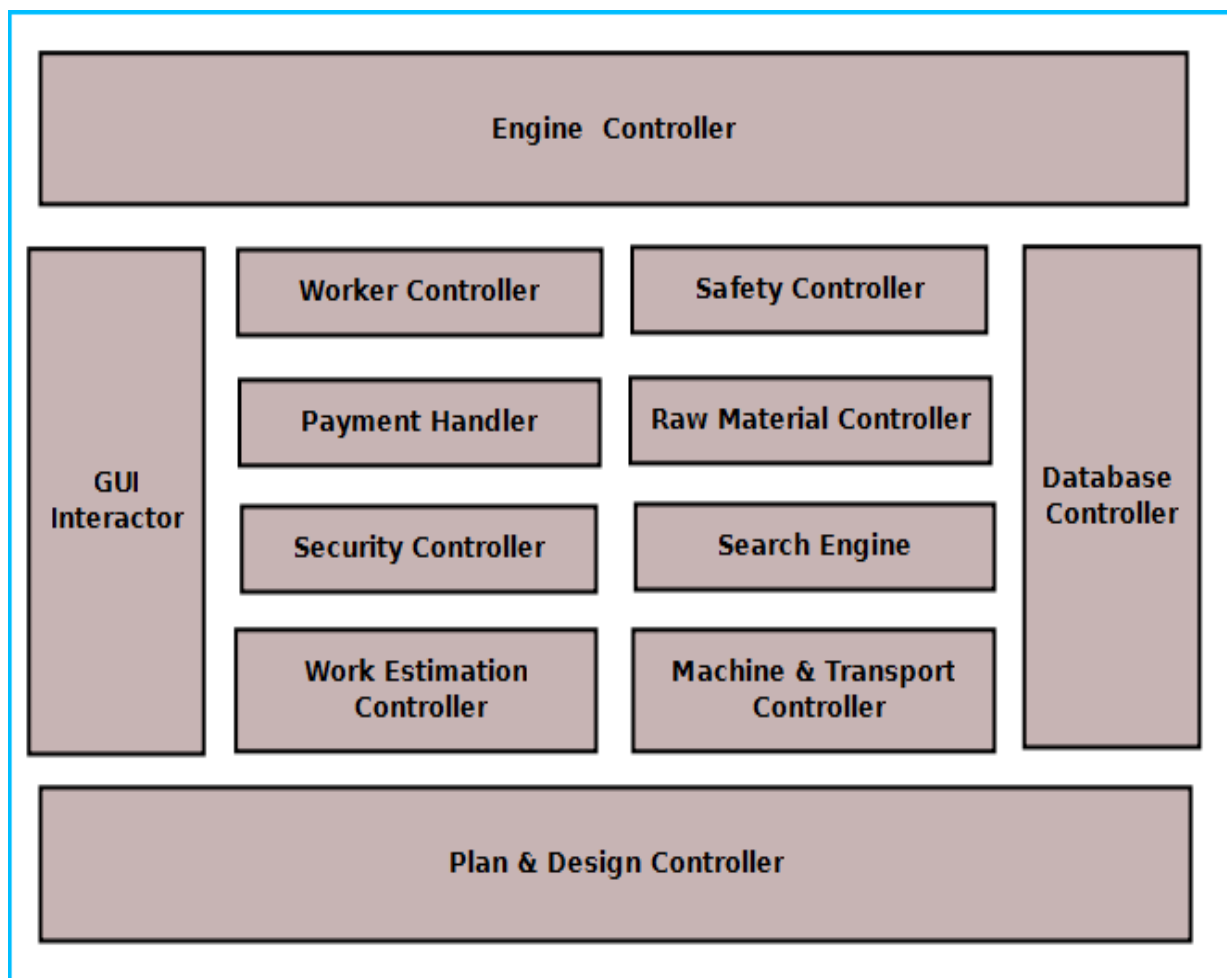 Engine Controller
Worker Controller
Safety Controller
Payment Handler
Raw Material Controller
GUI
Interactor
Database
Controller
Security Controller
Search Engine
Work Estimation
Controller
Machine & Transport
Controller
Plan & Design Controller